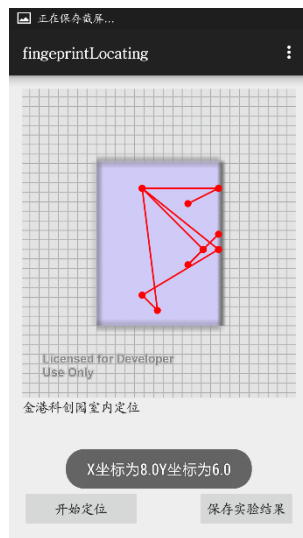 正在保存截屏...
fingeprintLocating
Licensed for Developer
Use Only
金港科创园室内定位
X坐标为8.0Y坐标为6.0
开始定位
保存实验结果